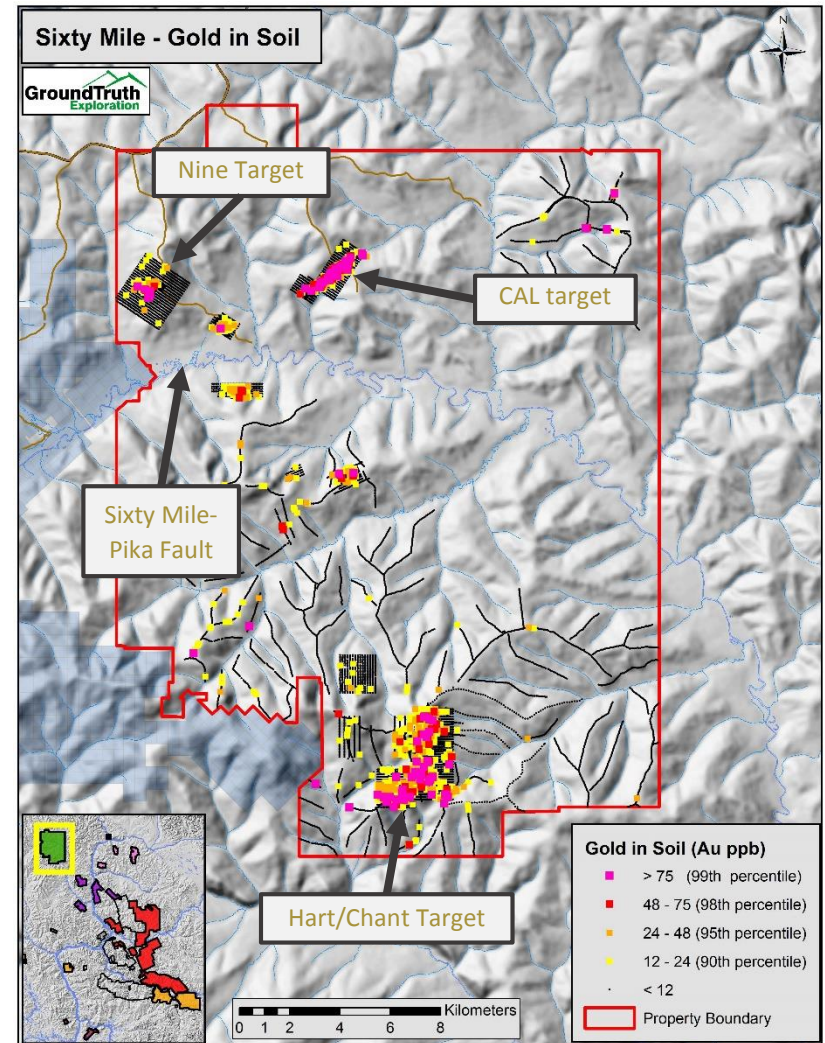 Sixty Mile - Gold in Soil
GroundTruth
Exploration
N
Nine Target
CAL target
Sixty Mile-
Pika Fault
Hart/Chant Target
Kilometers
0 1 2 4 6 8
Gold in Soil (Au ppb)
> 75 (99th percentile)
48 - 75 (98th percentile)
24 - 48 (95th percentile)
12 - 24 (90th percentile)
< 12
Property Boundary